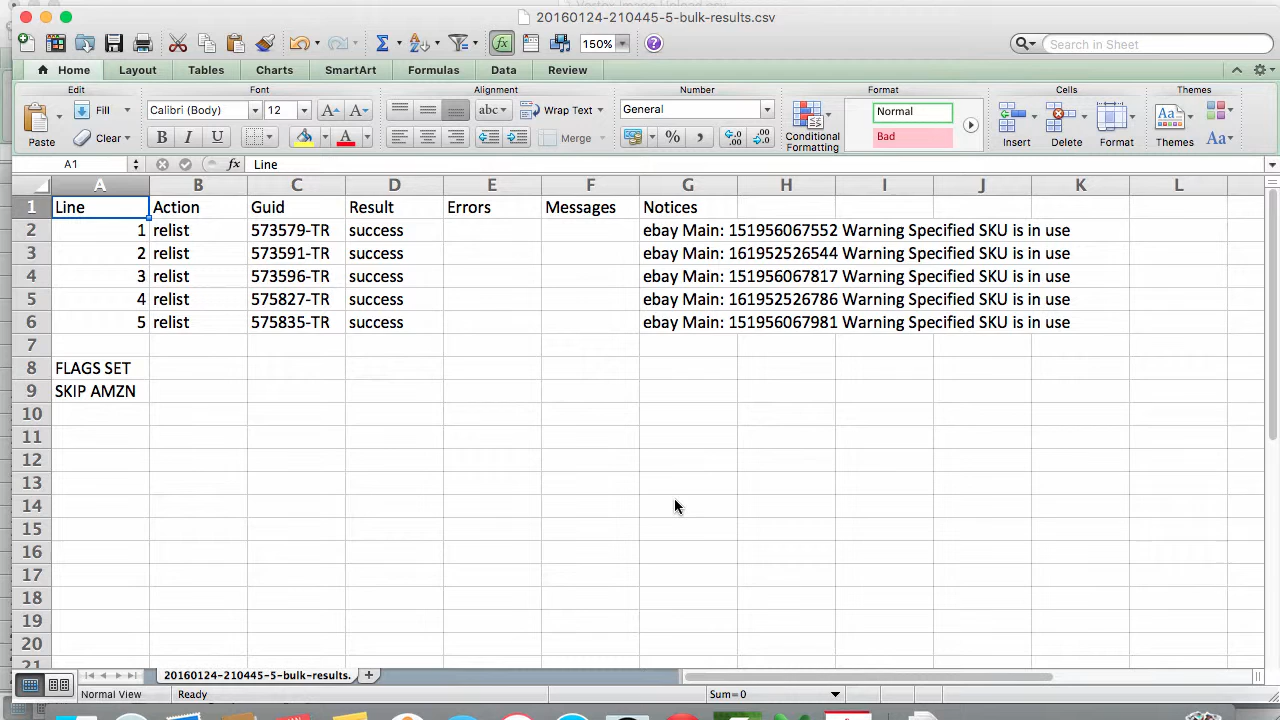 20160124-210445-5-bulk-results.csv
150%
Search in Sheet
Home Layout Tables Charts SmartArt Formulas Data Review
Edit Font Alignment Number Format Cells Themes
Paste Fill Clear
Calibri (Body) 12 A A
B I U A
abc Wrap Text
Merge
General
% ,
Conditional Formatting
Normal
Bad
Insert Delete Format Themes Aa
A1 fx Line
A B C D E F G H I J K L
1 Line Action Guid Result Errors Messages Notices
2 1 relist 573579-TR success ebay Main: 151956067552 Warning Specified SKU is in use
3 2 relist 573591-TR success ebay Main: 161952526544 Warning Specified SKU is in use
4 3 relist 573596-TR success ebay Main: 151956067817 Warning Specified SKU is in use
5 4 relist 575827-TR success ebay Main: 161952526786 Warning Specified SKU is in use
6 5 relist 575835-TR success ebay Main: 151956067981 Warning Specified SKU is in use
7
8 FLAGS SET
9 SKIP AMZN
10
11
12
13
14
15
16
17
18
19
20
21
20160124-210445-5-bulk-results.
Normal View Ready Sum=0